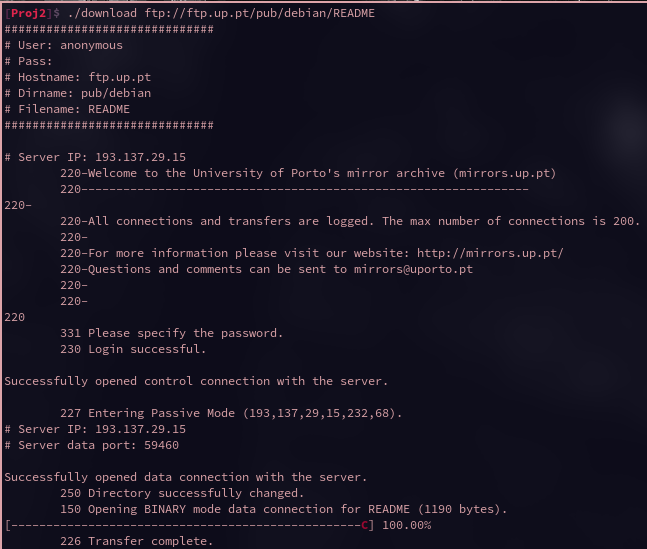 [Proj2]$ ./download ftp://ftp.up.pt/pub/debian/README
##############################
# User: anonymous
# Pass:
# Hostname: ftp.up.pt
# Dirname: pub/debian
# Filename: README
##############################
# Server IP: 193.137.29.15
220-Welcome to the University of Porto's mirror archive (mirrors.up.pt)
220----------------------------------------------------------------
220-
220-All connections and transfers are logged. The max number of connections is 200.
220-
220-For more information please visit our website: http://mirrors.up.pt/
220-Questions and comments can be sent to mirrors@uporto.pt
220-
220-
220
331 Please specify the password.
230 Login successful.
Successfully opened control connection with the server.
227 Entering Passive Mode (193,137,29,15,232,68).
# Server IP: 193.137.29.15
# Server data port: 59460
Successfully opened data connection with the server.
250 Directory successfully changed.
150 Opening BINARY mode data connection for README (1190 bytes).
[--------------------------------------------------C] 100.00%
226 Transfer complete.